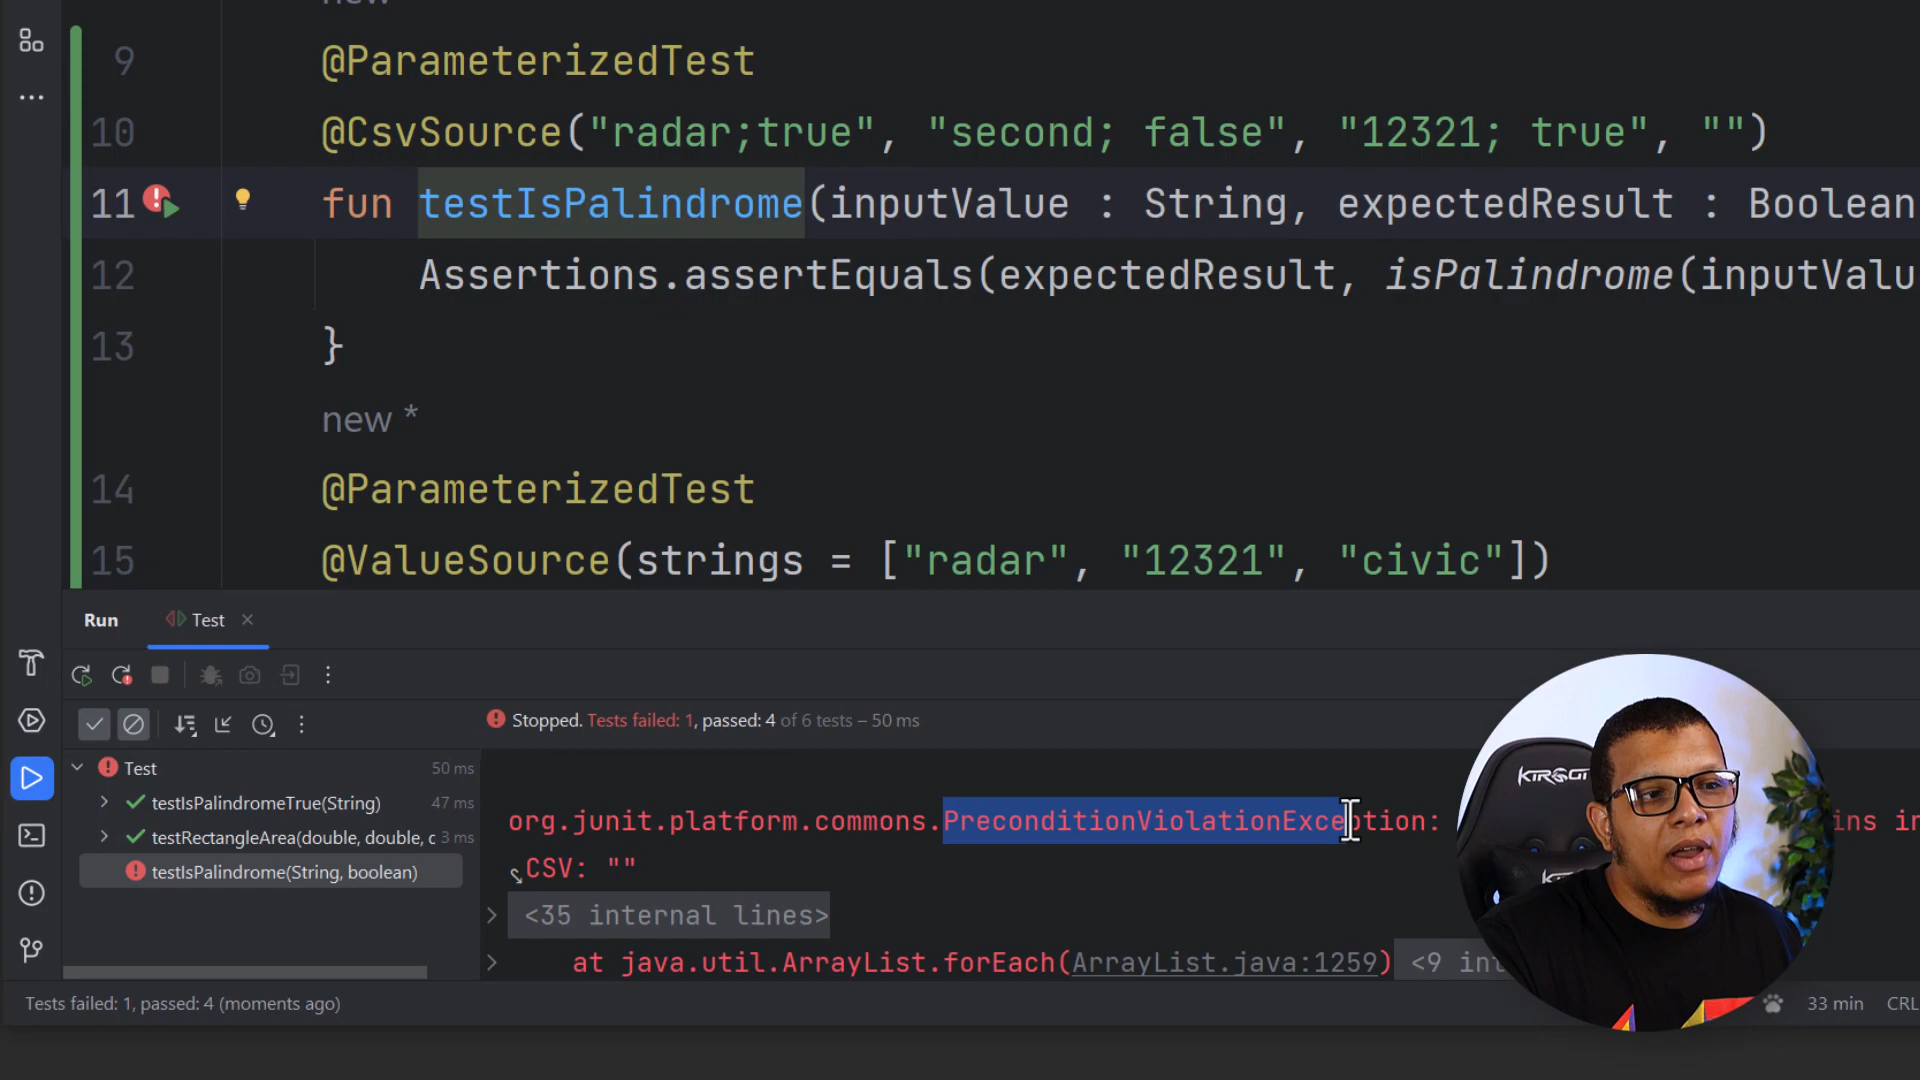 new *
9 @ParameterizedTest
10 @CsvSource("radar;true", "second; false", "12321; true", "")
11 fun testIsPalindrome(inputValue : String, expectedResult : Boolean
12 Assertions.assertEquals(expectedResult, isPalindrome(inputValu
13 }
new *
14 @ParameterizedTest
15 @ValueSource(strings = ["radar", "12321", "civic"])
Run Test
Stopped. Tests failed: 1, passed: 4 of 6 tests – 50 ms
Test 50 ms
testIsPalindromeTrue(String) 47 ms
testRectangleArea(double, double, c 3 ms
testIsPalindrome(String, boolean)
org.junit.platform.commons.PreconditionViolationException: ins in
CSV: ""
<35 internal lines>
at java.util.ArrayList.forEach(ArrayList.java:1259) <9 int
Tests failed: 1, passed: 4 (moments ago)
33 min CRL